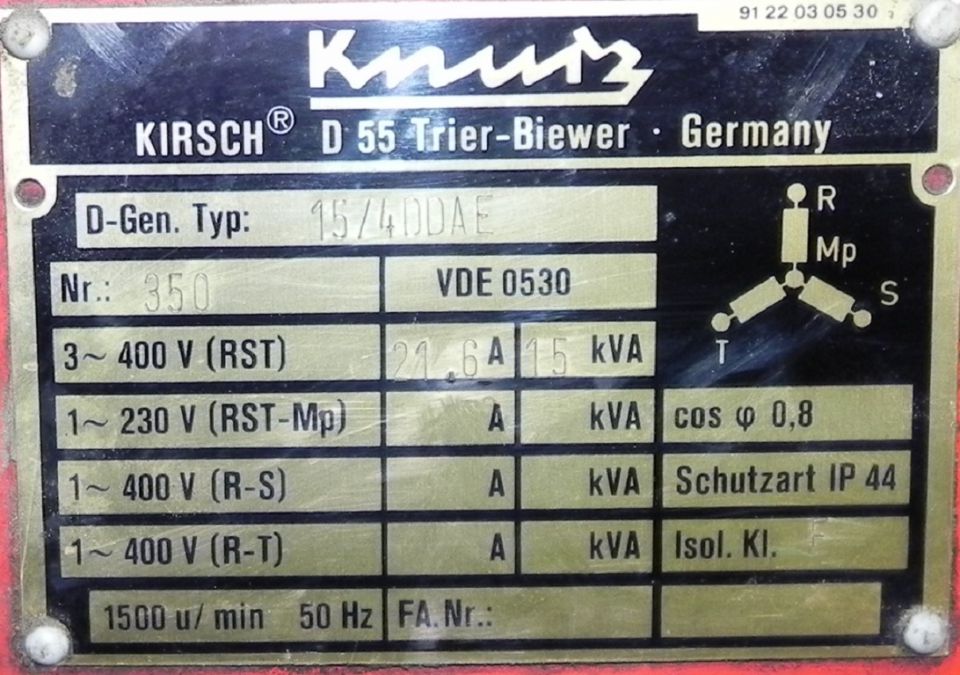 91 22 03 05 30
Knurz
KIRSCH® D 55 Trier-Biewer · Germany
D-Gen. Typ: 15/4DDAE
R
Mp
S
T
Nr.: 350 VDE 0530
3~ 400 V (RST) 21.6 A 15 kVA
1~ 230 V (RST-Mp) A kVA cos φ 0,8
1~ 400 V (R-S) A kVA Schutzart IP 44
1~ 400 V (R-T) A kVA Isol. Kl. F
1500 u/min 50 Hz FA.Nr.: